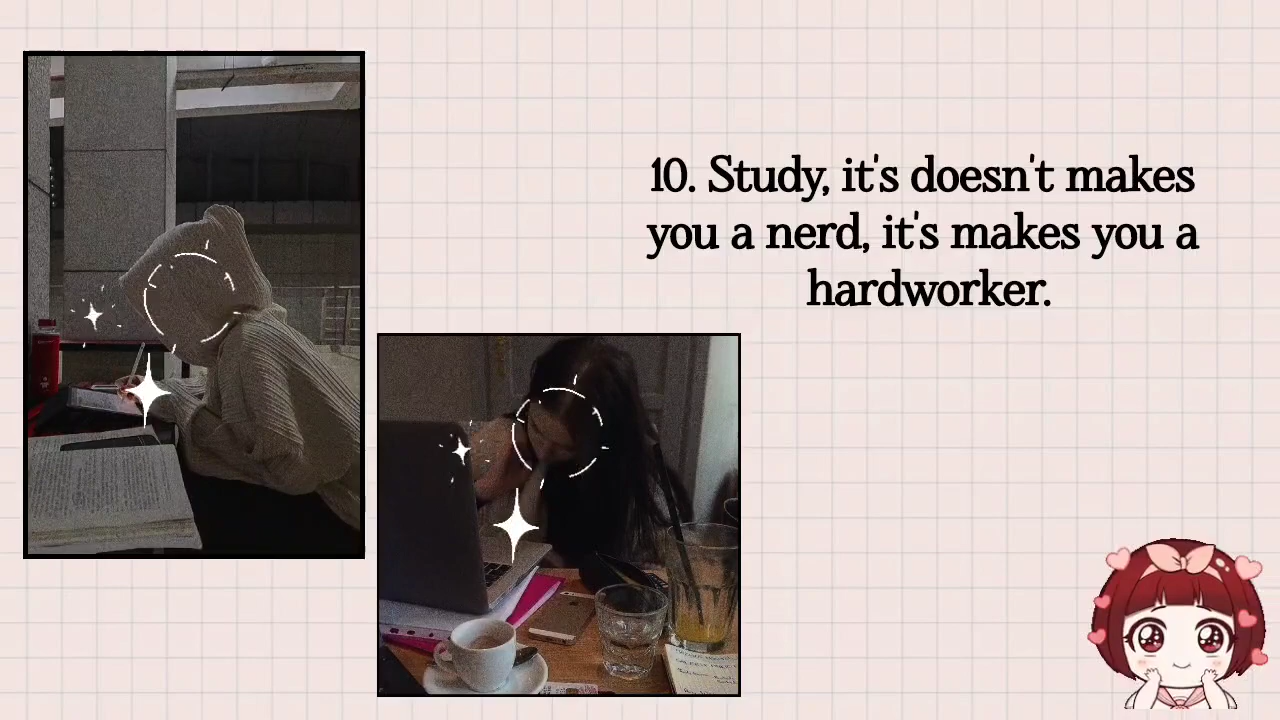 10. Study, it's doesn't makes
you a nerd, it's makes you a
hardworker.